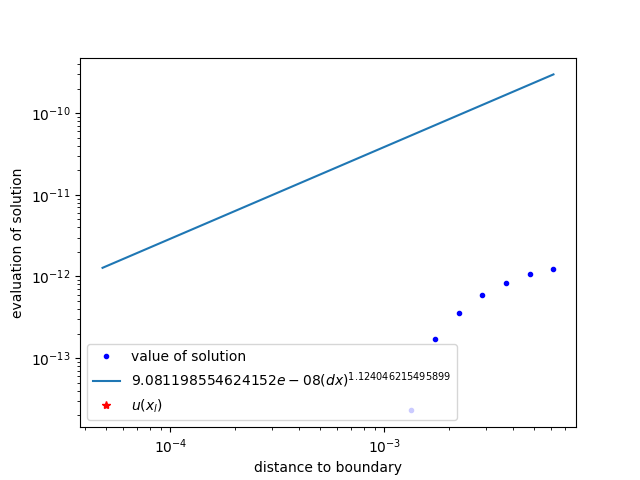 10⁻¹⁰
10⁻¹¹
10⁻¹²
10⁻¹³
evaluation of solution
value of solution
9.081198554624152e − 08(dx)^1.124046215495899
u(x_l)
10⁻⁴ 10⁻³
distance to boundary